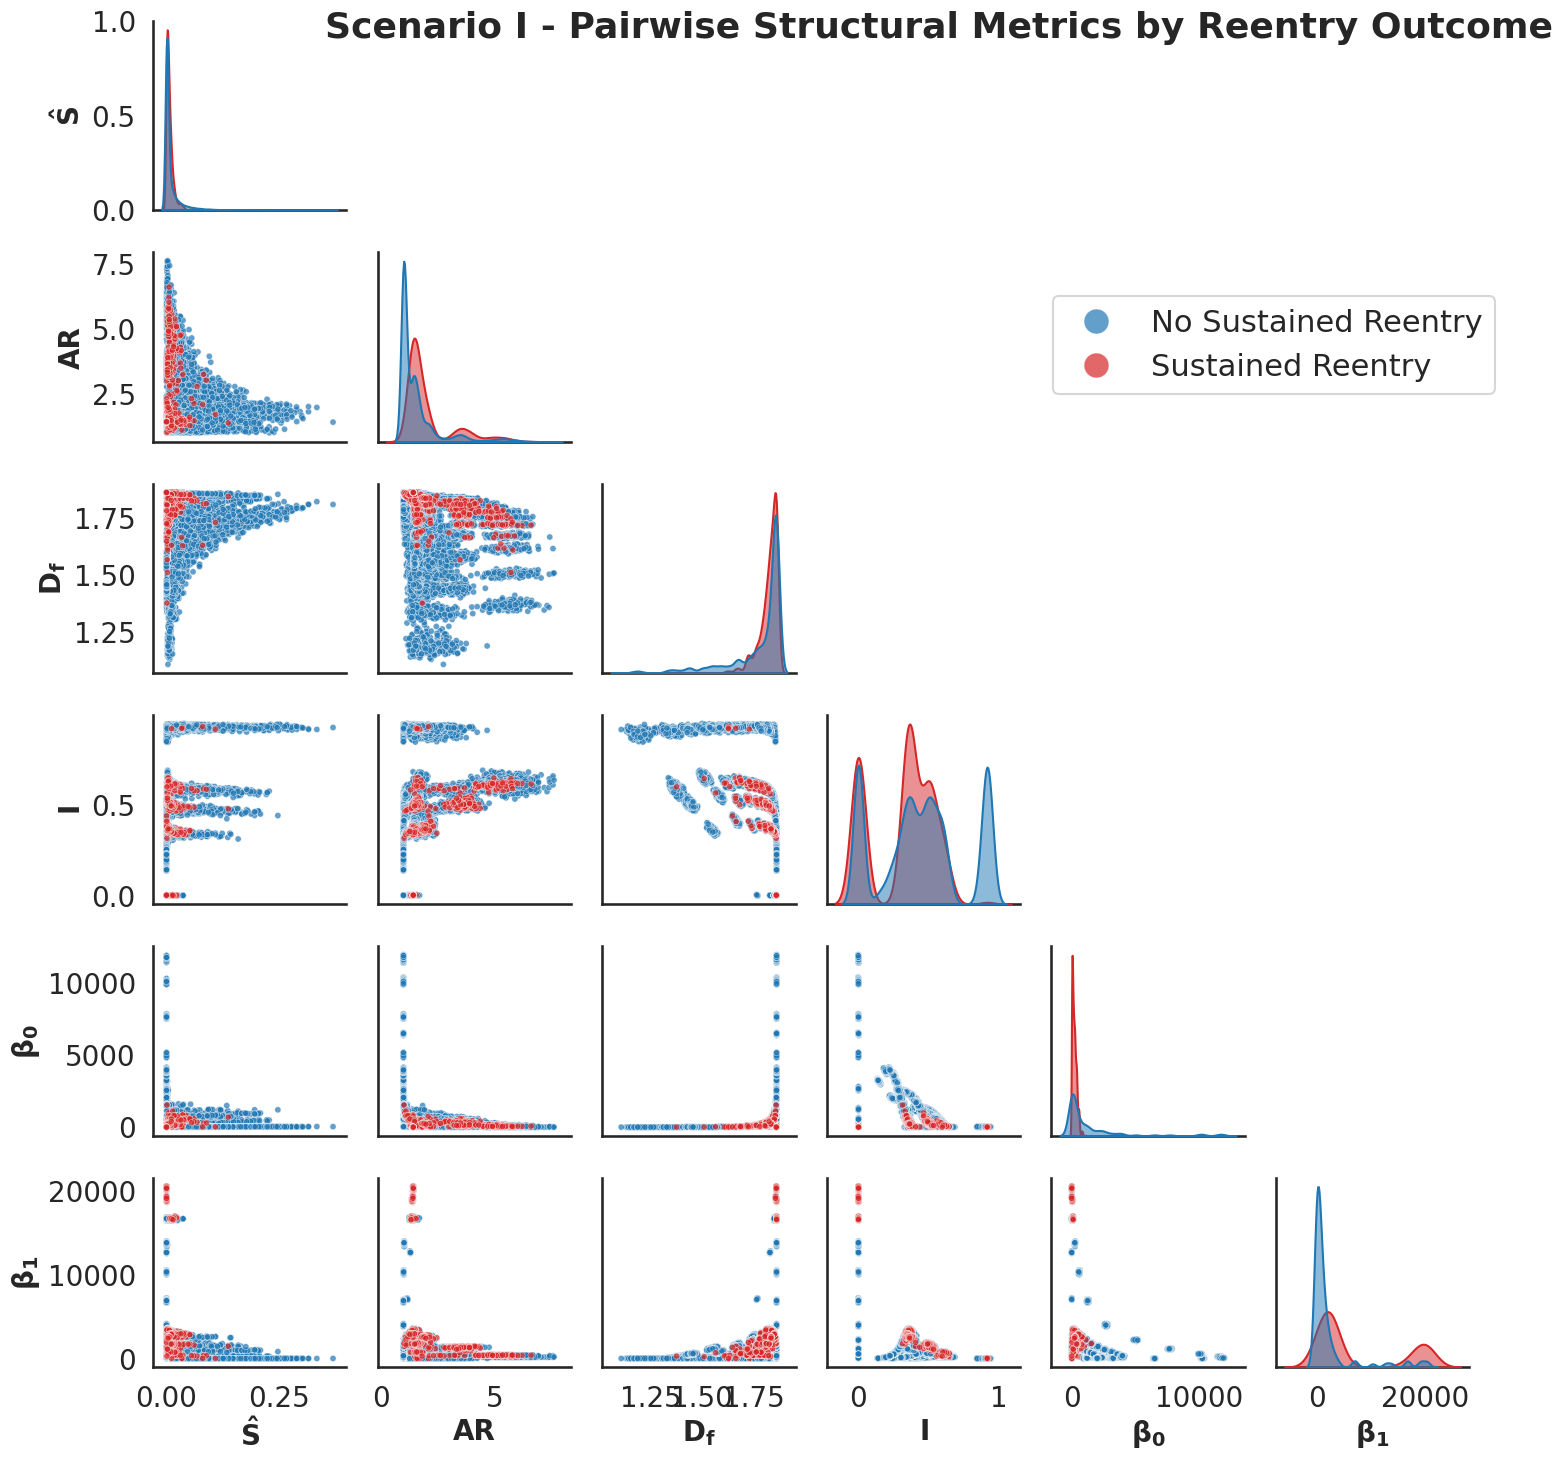 Scenario I - Pairwise Structural Metrics by Reentry Outcome
1.0
0.5
0.0
Ŝ
7.5
5.0
2.5
AR
No Sustained Reentry
Sustained Reentry
1.75
1.50
1.25
D_f
0.5
0.0
I
10000
5000
0
β₀
20000
10000
0
β₁
0.00 0.25 0 5 1.25 1.50 1.75 0 1 0 10000 0 20000
Ŝ AR D_f I β₀ β₁